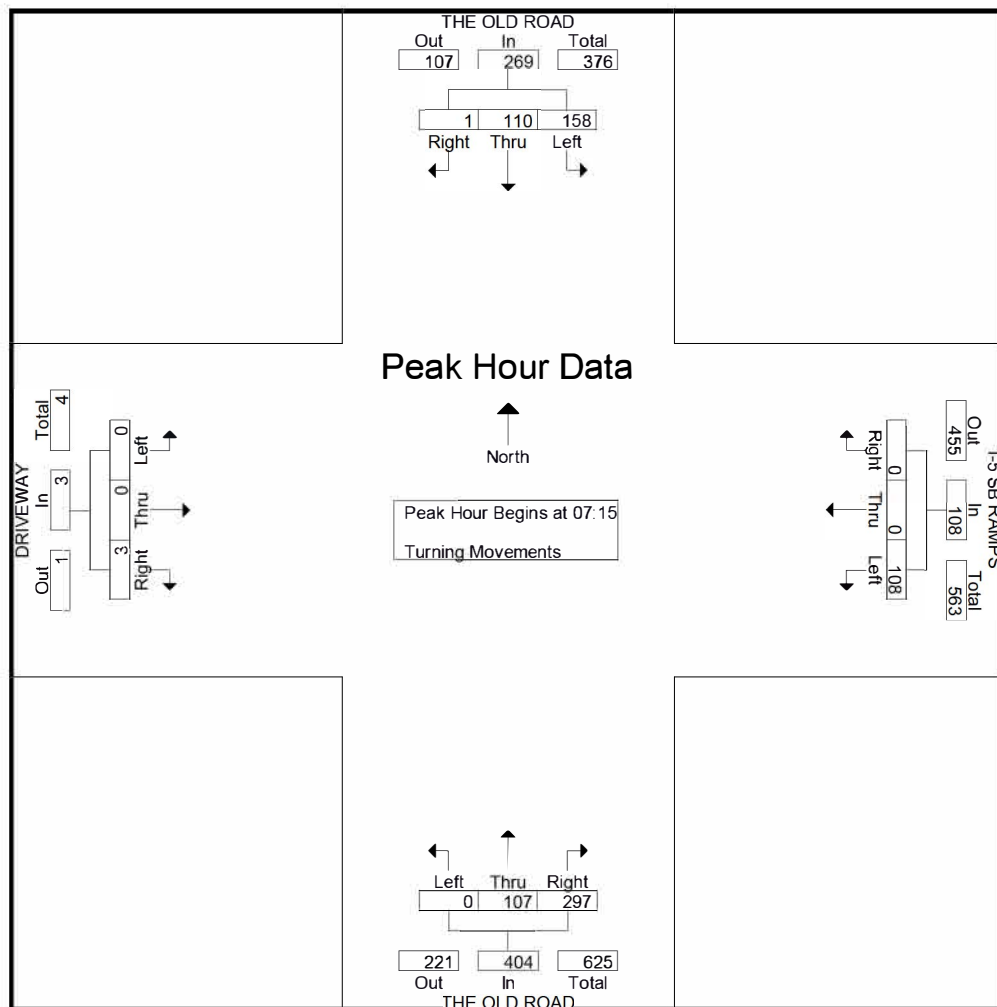 THE OLD ROAD
Out In Total
107 269 376
1 110 158
Right Thru Left
Peak Hour Data
North
Peak Hour Begins at 07:15
Turning Movements
DRIVEWAY
Out In Total
1 3 4
3 0 0
Right Thru Left
I-5 SB RAMPS
Out In Total
455 108 563
0 0 108
Right Thru Left
Left Thru Right
0 107 297
221 404 625
Out In Total
THE OLD ROAD